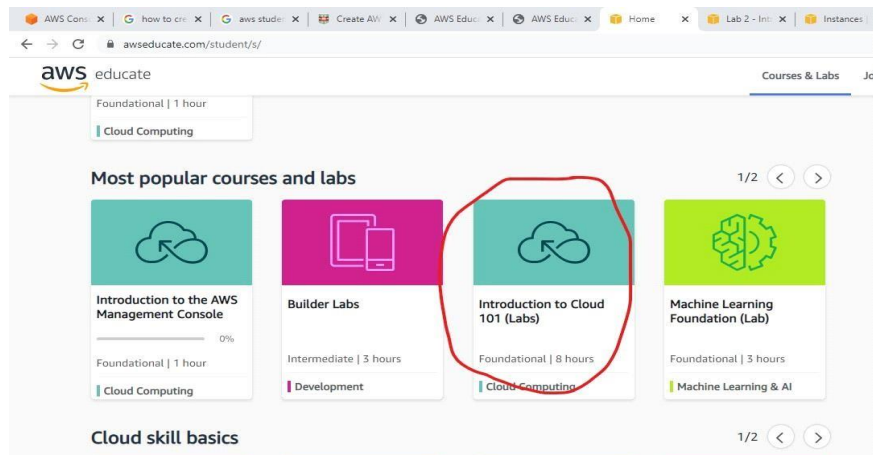 AWS Cons
how to cre
aws studen
Create AW
AWS Educ
AWS Educ
Home
Lab 2 - Int
Instances
awseducate.com/student/s/
aws educate
Courses & Labs
Jo
Foundational | 1 hour
Cloud Computing
Most popular courses and labs
1/2
Introduction to the AWS
Management Console
0%
Foundational | 1 hour
Cloud Computing
Builder Labs
Intermediate | 3 hours
Development
Introduction to Cloud
101 (Labs)
Foundational | 8 hours
Cloud Computing
Machine Learning
Foundation (Lab)
Foundational | 3 hours
Machine Learning & AI
Cloud skill basics
1/2